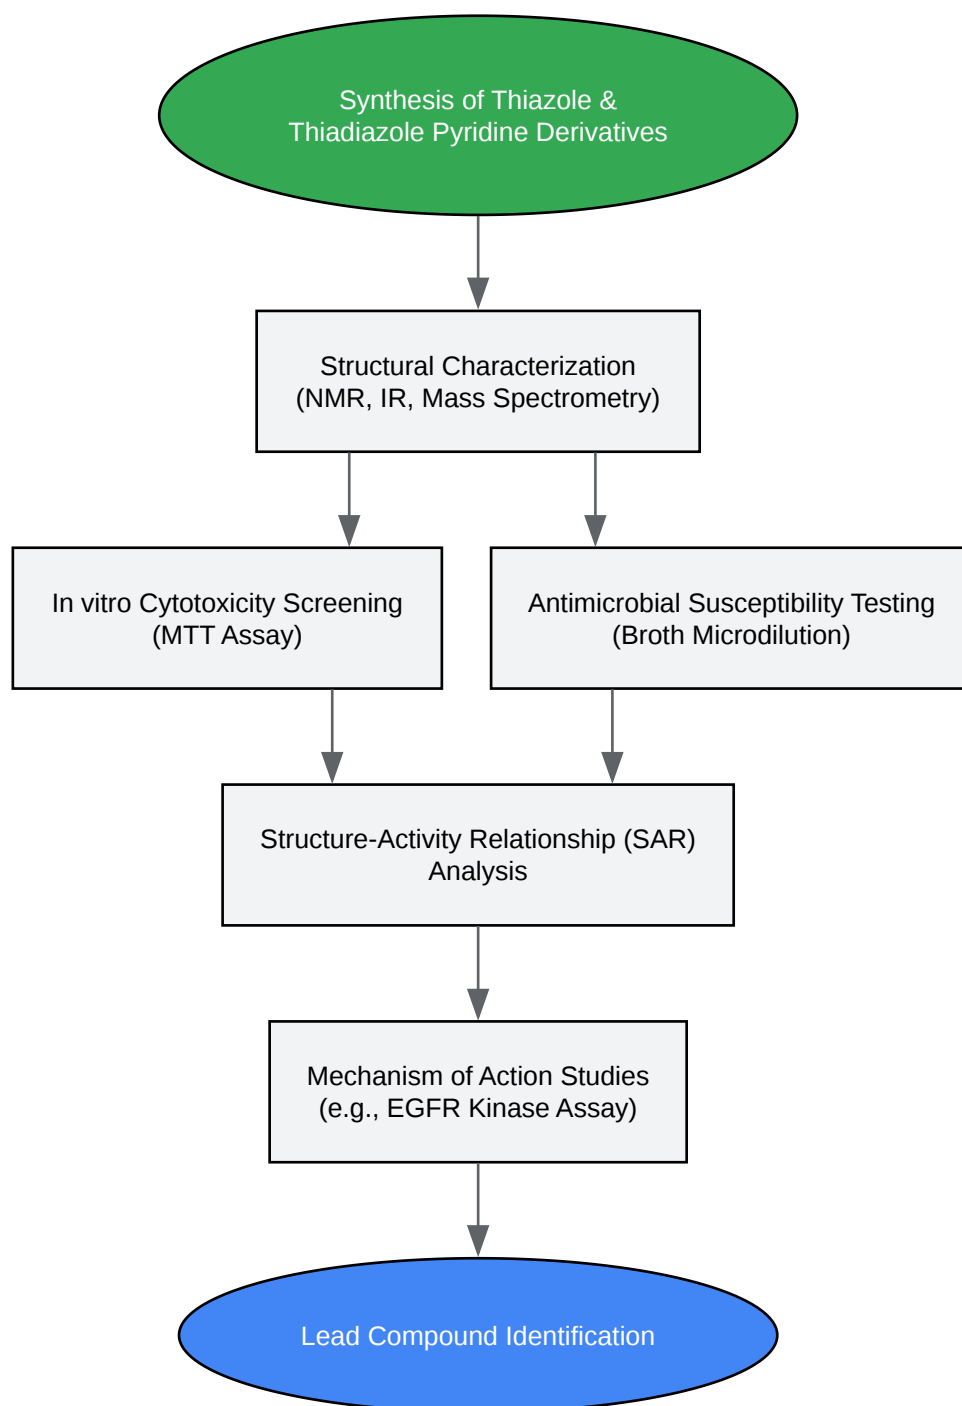 Synthesis of Thiazole &
Thiadiazole Pyridine Derivatives
Structural Characterization
(NMR, IR, Mass Spectrometry)
In vitro Cytotoxicity Screening
(MTT Assay)
Antimicrobial Susceptibility Testing
(Broth Microdilution)
Structure-Activity Relationship (SAR)
Analysis
Mechanism of Action Studies
(e.g., EGFR Kinase Assay)
Lead Compound Identification